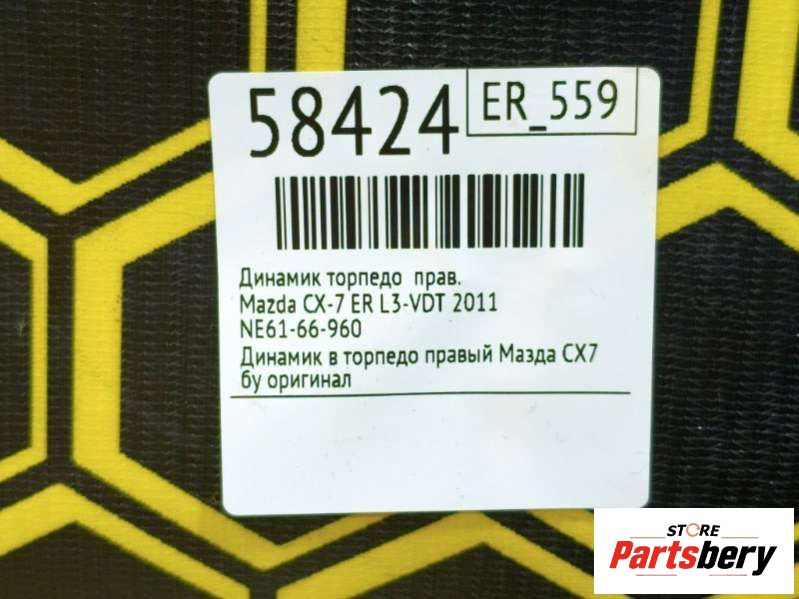 58424
ER_559
Динамик торпедо прав.
Mazda CX-7 ER L3-VDT 2011
NE61-66-960
Динамик в торпедо правый Мазда CX7
бу оригинал
STORE
Partsbery